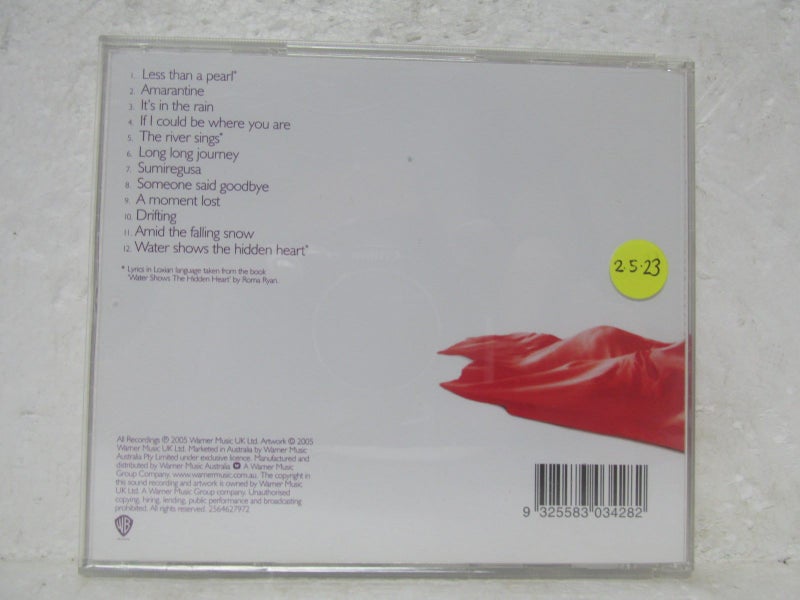 1. Less than a pearl*
2. Amarantine
3. It's in the rain
4. If I could be where you are
5. The river sings*
6. Long long journey
7. Sumiregusa
8. Someone said goodbye
9. A moment lost
10. Drifting
11. Amid the falling snow
12. Water shows the hidden heart*
* Lyrics in Loxian language taken from the book
'Water Shows The Hidden Heart' by Roma Ryan.
2·5·23
All Recordings ℗ 2005 Warner Music UK Ltd. Artwork © 2005
Warner Music UK Ltd. Marketed in Australia by Warner Music
Australia Pty Limited under exclusive licence. Manufactured and
distributed by Warner Music Australia A Warner Music
Group Company. www.warnermusic.com.au. The copyright in
this sound recording and artwork is owned by Warner Music
UK Ltd. A Warner Music Group company. Unauthorised
copying, hiring, lending, public performance and broadcasting
prohibited. All rights reserved. 2564627972
9 325583 034282